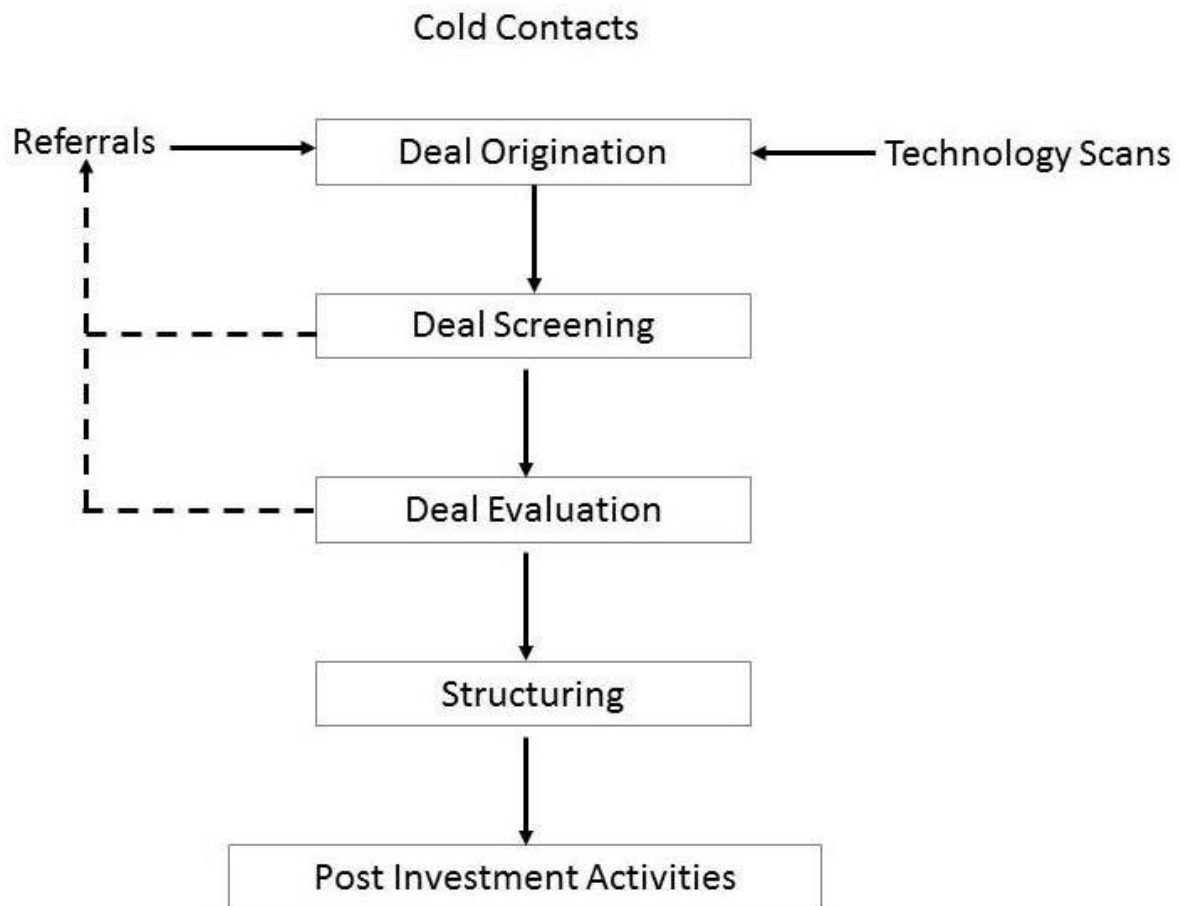 Cold Contacts
Referrals
Deal Origination
Technology Scans
Deal Screening
Deal Evaluation
Structuring
Post Investment Activities